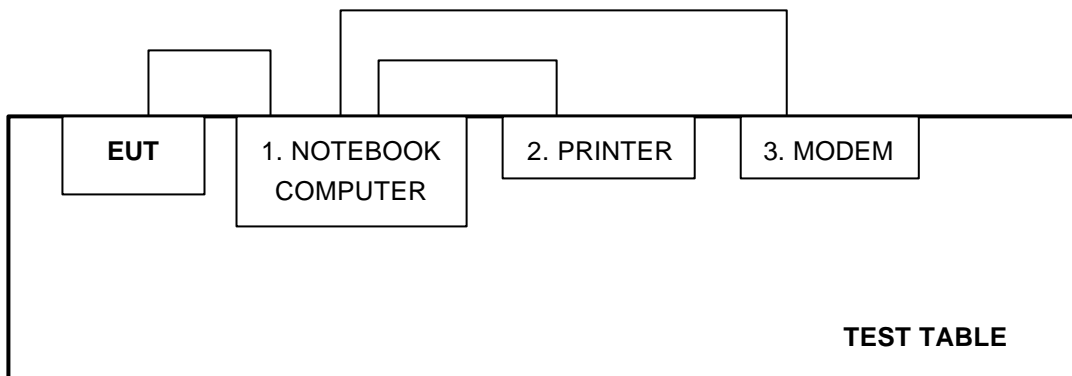 EUT
1. NOTEBOOK
COMPUTER
2. PRINTER
3. MODEM
TEST TABLE